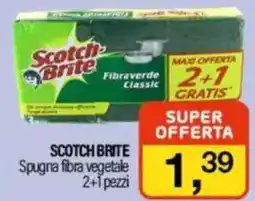 Scotch-
Brite
Fibraverde
Classic
MAXI OFFERTA
2+1
GRATIS
SUPER
OFFERTA
1,39
SCOTCH BRITE
Spugna fibra vegetale
2+1 pezzi